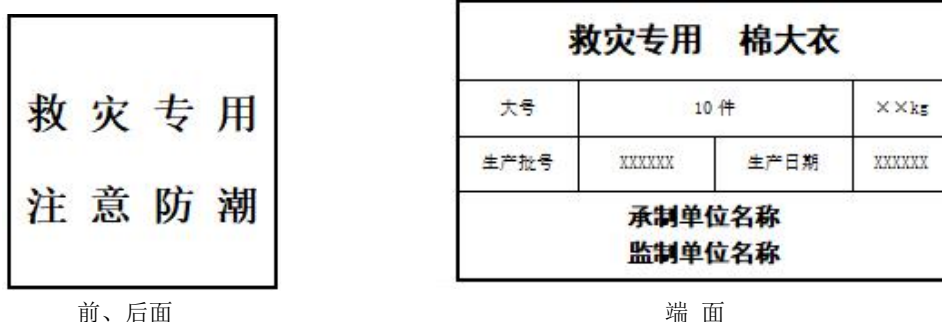 救灾专用
注意防潮
前、后面
救灾专用 棉大衣
大号 10 件 ××kg
生产批号 XXXXXX 生产日期 XXXXXX
承制单位名称
监制单位名称
端 面